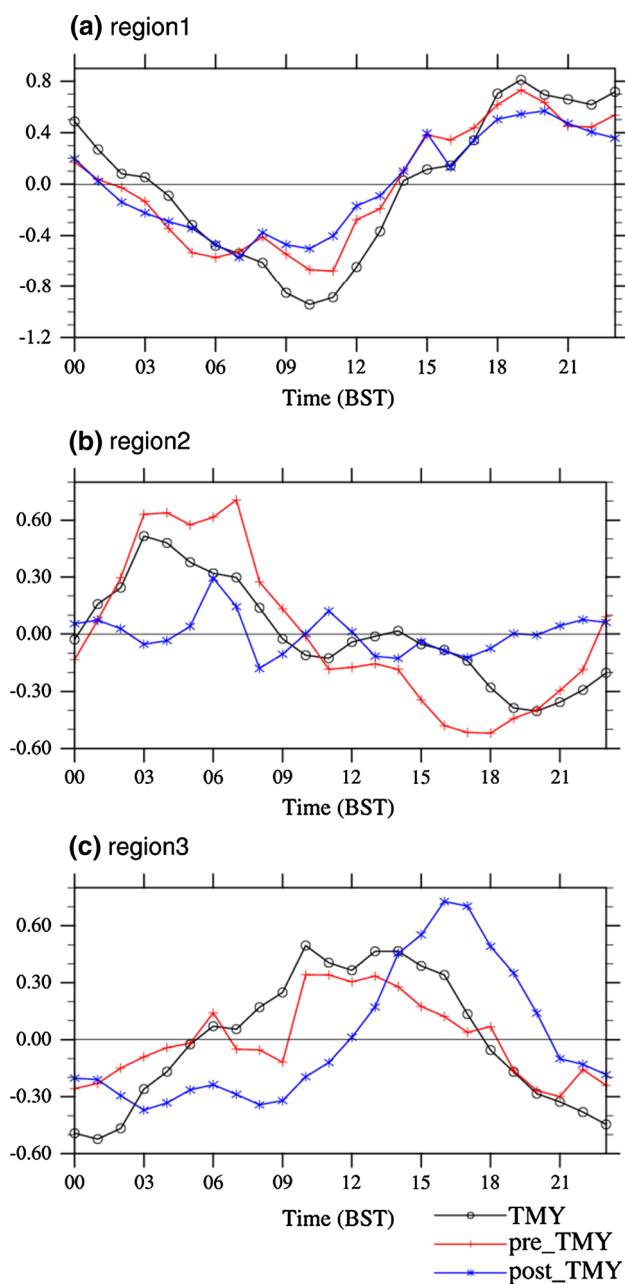 (a) region1
0.8
0.4
0.0
-0.4
-0.8
-1.2
00 03 06 09 12 15 18 21
Time (BST)
(b) region2
0.60
0.30
0.00
-0.30
-0.60
00 03 06 09 12 15 18 21
Time (BST)
(c) region3
0.60
0.30
0.00
-0.30
-0.60
00 03 06 09 12 15 18 21
Time (BST)
TMY
pre_TMY
post_TMY